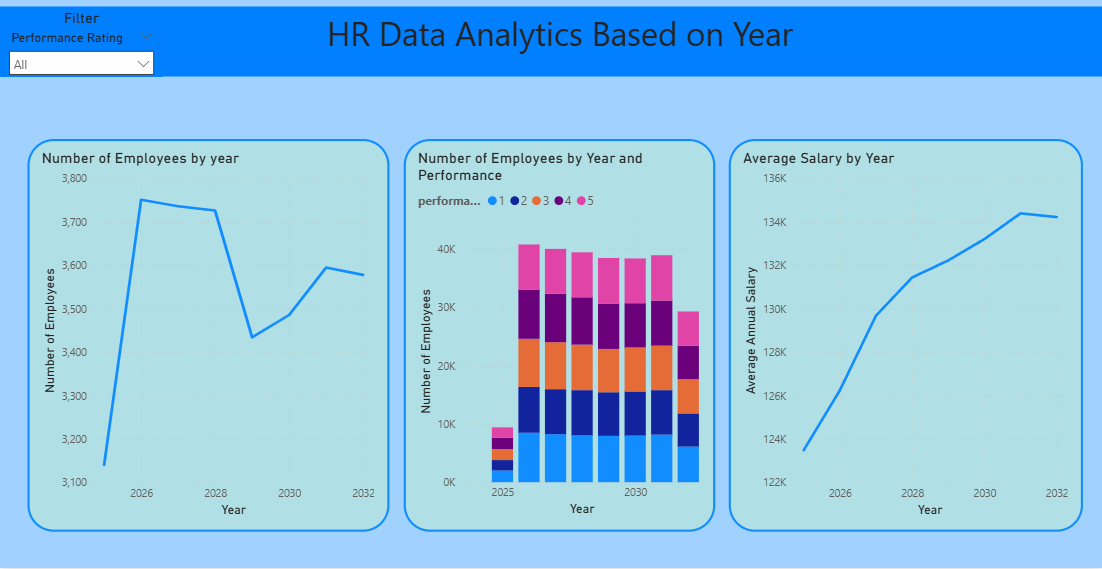 Filter
Performance Rating
All
HR Data Analytics Based on Year
Number of Employees by year
3,800
3,700
3,600
3,500
3,400
3,300
3,200
3,100
Number of Employees
2026 2028 2030 2032
Year
Number of Employees by Year and
Performance
performa... 1 2 3 4 5
40K
30K
20K
10K
0K
Number of Employees
2025 2030
Year
Average Salary by Year
136K
134K
132K
130K
128K
126K
124K
122K
Average Annual Salary
2026 2028 2030 2032
Year